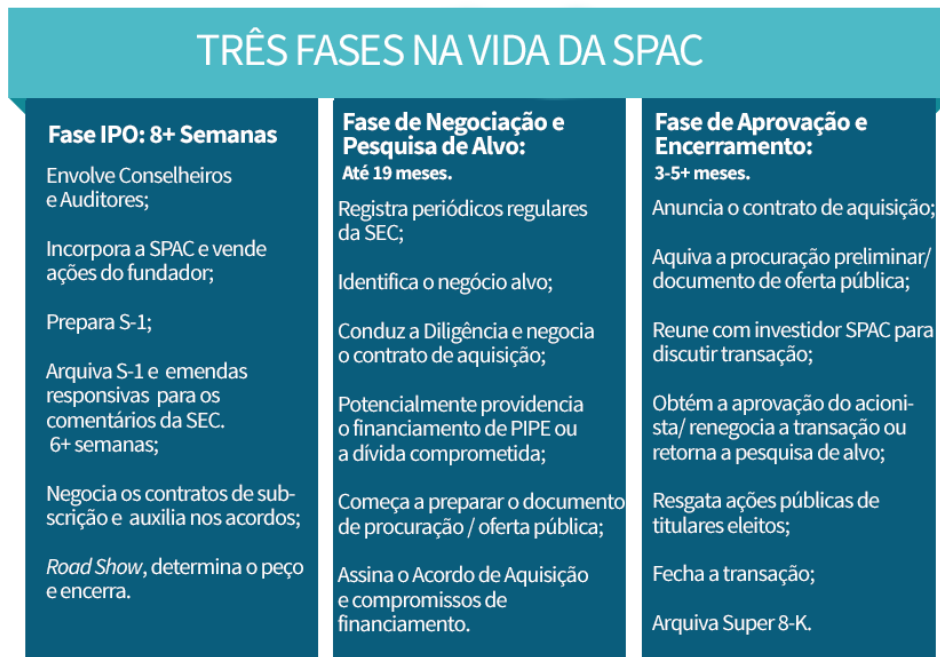 TRÊS FASES NA VIDA DA SPAC
Fase IPO: 8+ Semanas
Envolve Conselheiros
e Auditores;
Incorpora a SPAC e vende
ações do fundador;
Prepara S-1;
Arquiva S-1 e emendas
responsivas para os
comentários da SEC.
6+ semanas;
Negocia os contratos de sub-
scrição e auxilia nos acordos;
Road Show, determina o peço
e encerra.
Fase de Negociação e
Pesquisa de Alvo:
Até 19 meses.
Registra periódicos regulares
da SEC;
Identifica o negócio alvo;
Conduz a Diligência e negocia
o contrato de aquisição;
Potencialmente providencia
o financiamento de PIPE ou
a dívida comprometida;
Começa a preparar o documento
de procuração / oferta pública;
Assina o Acordo de Aquisição
e compromissos de
financiamento.
Fase de Aprovação e
Encerramento:
3-5+ meses.
Anuncia o contrato de aquisição;
Aquiva a procuração preliminar/
documento de oferta pública;
Reune com investidor SPAC para
discutir transação;
Obtém a aprovação do acioni-
sta/ renegocia a transação ou
retorna a pesquisa de alvo;
Resgata ações públicas de
titulares eleitos;
Fecha a transação;
Arquiva Super 8-K.